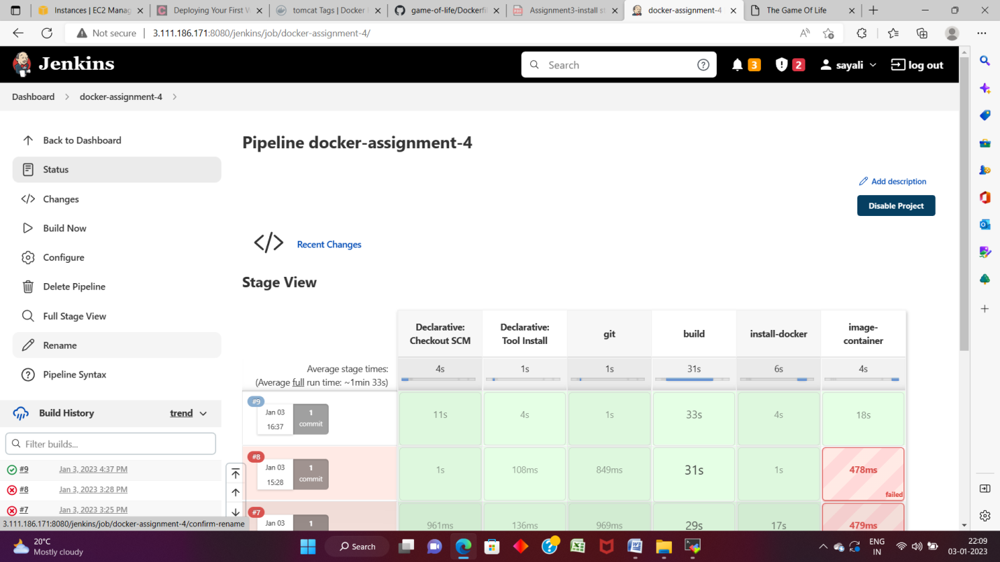 Instances | EC2 Manag
Deploying Your First V
tomcat Tags | Docker
game-of-life/Dockerfi
Assignment3-install st
docker-assignment-4
The Game Of Life
Not secure
3.111.186.171:8080/jenkins/job/docker-assignment-4/
Jenkins
Search
3
2
sayali
log out
Dashboard
docker-assignment-4
Back to Dashboard
Status
Changes
Build Now
Configure
Delete Pipeline
Full Stage View
Rename
Pipeline Syntax
Build History
trend
Filter builds...
#9 Jan 3, 2023 4:37 PM
#8 Jan 3, 2023 3:28 PM
#7 Jan 3, 2023 3:25 PM
3.111.186.171:8080/jenkins/job/docker-assignment-4/confirm-rename
Pipeline docker-assignment-4
Add description
Disable Project
Recent Changes
Stage View
Declarative: Checkout SCM
Declarative: Tool Install
git
build
install-docker
image-container
Average stage times:
(Average full run time: ~1min 33s)
4s 1s 1s 31s 6s 4s
#9
Jan 03
16:37
1
commit
11s 4s 1s 33s 4s 18s
#8
Jan 03
15:28
1
commit
1s 108ms 849ms 31s 1s 478ms
failed
#7
Jan 03
1
961ms 136ms 969ms 29s 17s 479ms
20°C
Mostly cloudy
Search
ENG
IN
22:09
03-01-2023